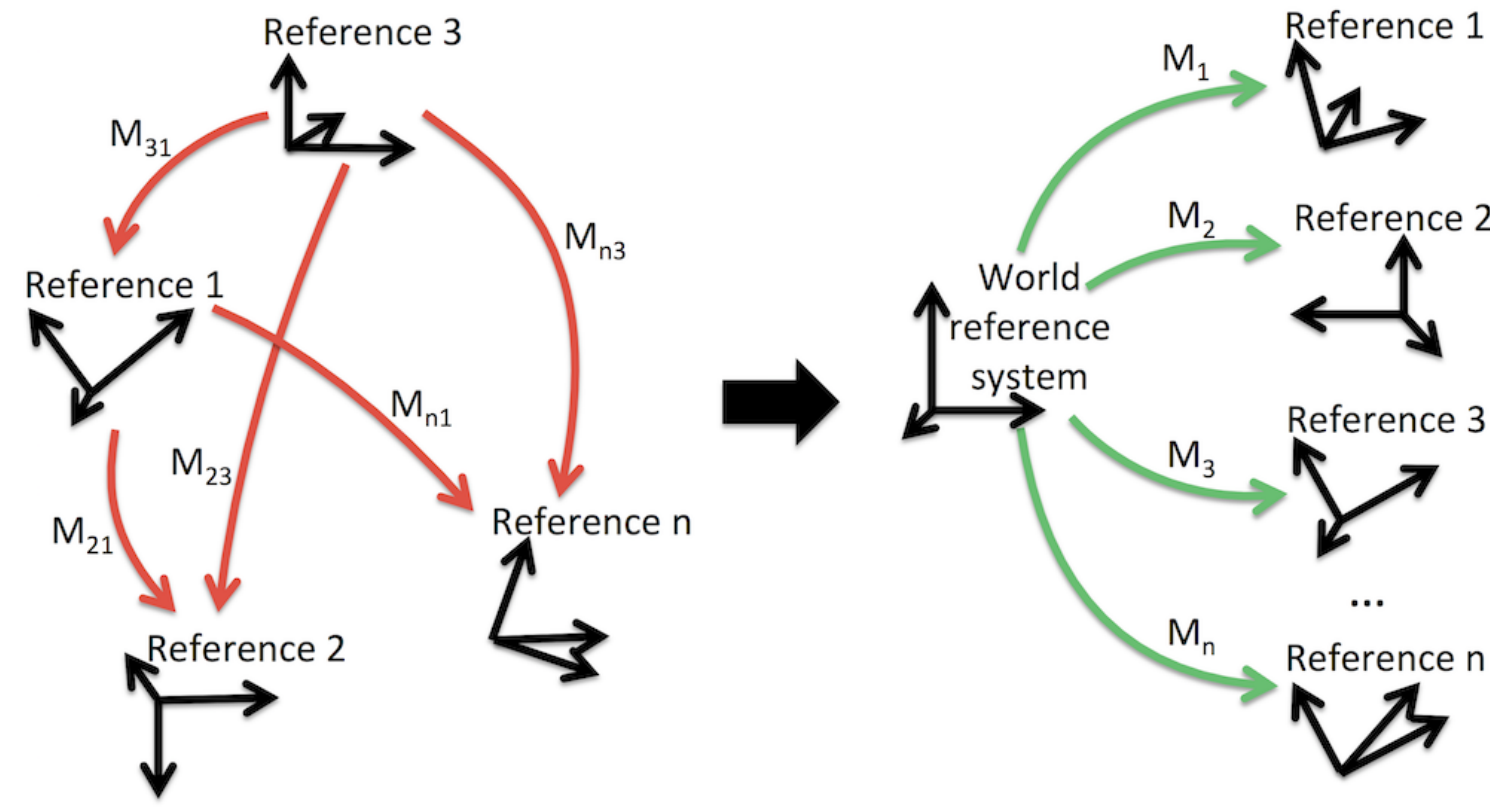 Reference 3
M31
Mn3
Reference 1
Mn1
M23
M21
Reference n
Reference 2
M1
Reference 1
M2
Reference 2
World
reference
system
Reference 3
M3
...
Mn
Reference n